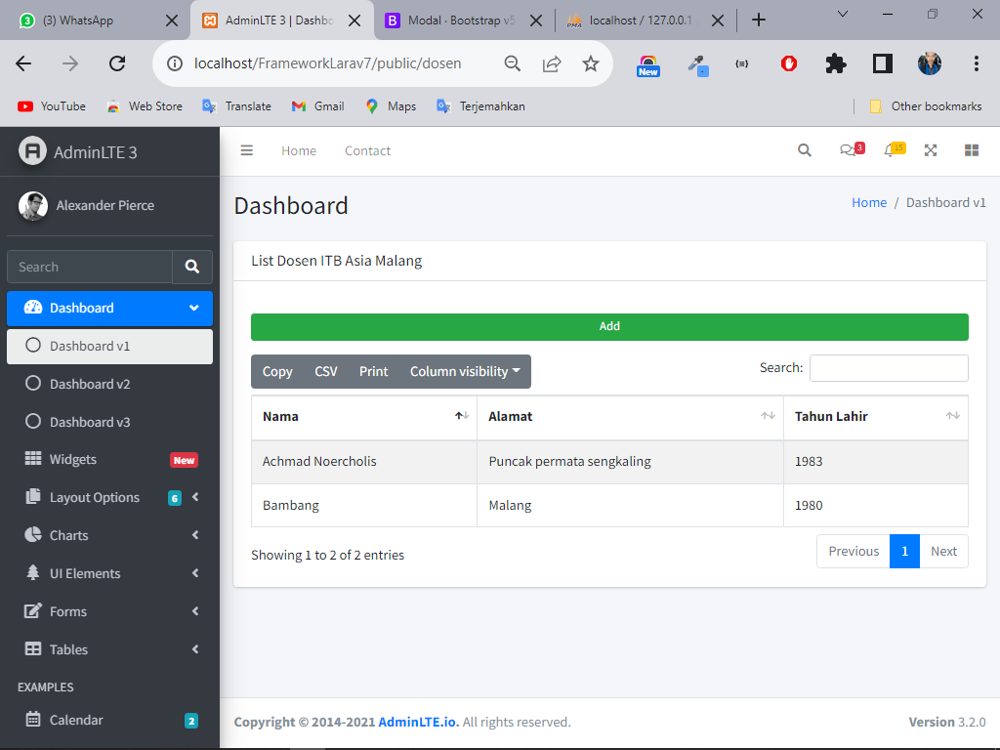 (3) WhatsApp
AdminLTE 3 | Dashbo
Modal · Bootstrap v5
localhost / 127.0.0.1
localhost/FrameworkLarav7/public/dosen
New
YouTube
Web Store
Translate
Gmail
Maps
Terjemahkan
Other bookmarks
AdminLTE 3
Home
Contact
3
15
Alexander Pierce
Dashboard
Home / Dashboard v1
Search
List Dosen ITB Asia Malang
Dashboard
Add
Dashboard v1
Copy
CSV
Print
Column visibility
Search:
Dashboard v2
Nama
Alamat
Tahun Lahir
Dashboard v3
Achmad Noercholis
Puncak permata sengkaling
1983
Widgets
New
Bambang
Malang
1980
Layout Options
6
Showing 1 to 2 of 2 entries
Previous
1
Next
Charts
UI Elements
Forms
Tables
EXAMPLES
Calendar
2
Copyright © 2014-2021 AdminLTE.io. All rights reserved.
Version 3.2.0